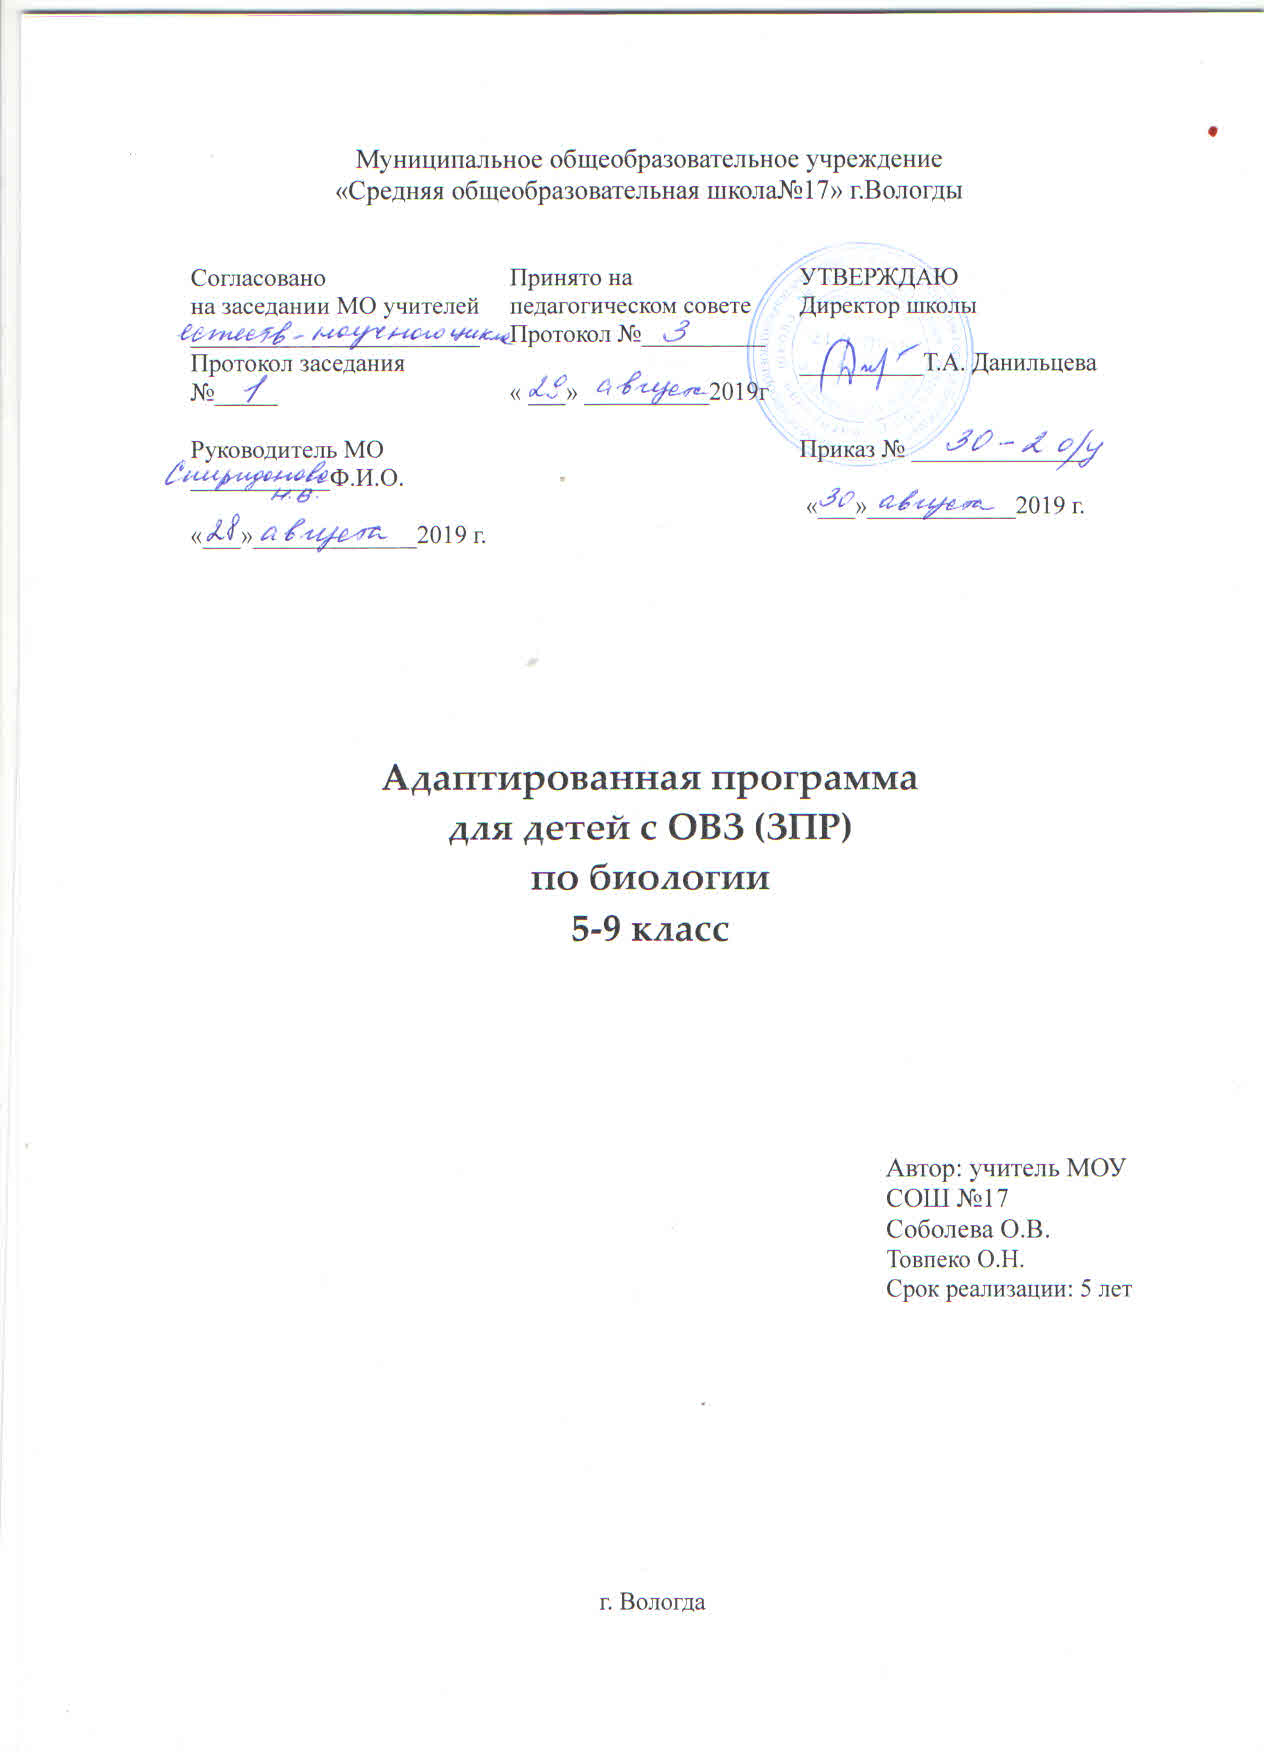 Муниципальное общеобразовательное учреждение
«Средняя общеобразовательная школа№17» г.Вологды
Согласовано
на заседании МО учителей
естеств-научного цикла
Протокол заседания
№ 1
Руководитель МО
Спиридонова Ф.И.О.
Н.В.
«28» августа 2019 г.
Принято на
педагогическом совете
Протокол № 3
« 29 » августа 2019г
УТВЕРЖДАЮ
Директор школы
Т.А. Данильцева
Приказ № 30-2 о/у
«30» августа 2019 г.
Адаптированная программа
для детей с ОВЗ (ЗПР)
по биологии
5-9 класс
Автор: учитель МОУ
СОШ №17
Соболева О.В.
Товпеко О.Н.
Срок реализации: 5 лет
г. Вологда